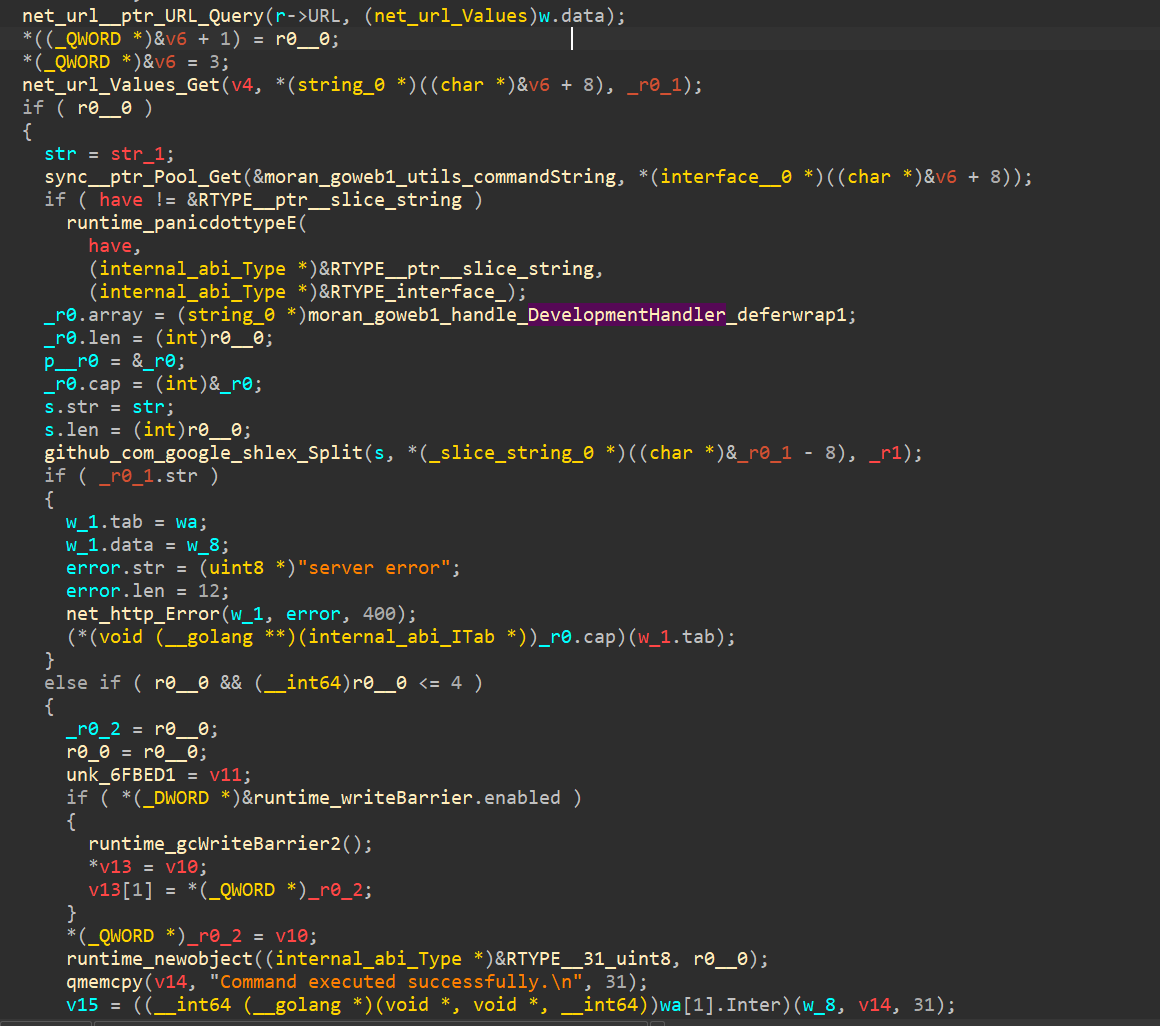 net_url__ptr_URL_Query(r->URL, (net_url_Values)w.data);
*((_QWORD *)&v6 + 1) = r0__0;
*(_QWORD *)&v6 = 3;
net_url_Values_Get(v4, *(string_0 *)((char *)&v6 + 8), _r0_1);
if ( r0__0 )
{
str = str_1;
sync__ptr_Pool_Get(&moran_goweb1_utils_commandString, *(interface__0 *)((char *)&v6 + 8));
if ( have != &RTYPE__ptr__slice_string )
runtime_panicdottypeE(
have,
(internal_abi_Type *)&RTYPE__ptr__slice_string,
(internal_abi_Type *)&RTYPE_interface_);
_r0.array = (string_0 *)moran_goweb1_handle_DevelopmentHandler_deferwrap1;
_r0.len = (int)r0__0;
p__r0 = &_r0;
_r0.cap = (int)&_r0;
s.str = str;
s.len = (int)r0__0;
github_com_google_shlex_Split(s, *(_slice_string_0 *)((char *)&_r0_1 - 8), _r1);
if ( _r0_1.str )
{
w_1.tab = wa;
w_1.data = w_8;
error.str = (uint8 *)"server error";
error.len = 12;
net_http_Error(w_1, error, 400);
(*(void (__golang **)(internal_abi_ITab *))_r0.cap)(w_1.tab);
}
else if ( r0__0 && (__int64)r0__0 <= 4 )
{
_r0_2 = r0__0;
r0_0 = r0__0;
unk_6FBED1 = v11;
if ( *(_DWORD *)&runtime_writeBarrier.enabled )
{
runtime_gcWriteBarrier2();
*v13 = v10;
v13[1] = *(_QWORD *)_r0_2;
}
*(_QWORD *)_r0_2 = v10;
runtime_newobject((internal_abi_Type *)&RTYPE__31_uint8, r0__0);
qmemcpy(v14, "Command executed successfully.\n", 31);
v15 = ((__int64 (__golang *)(void *, void *, __int64))wa[1].Inter)(w_8, v14, 31);